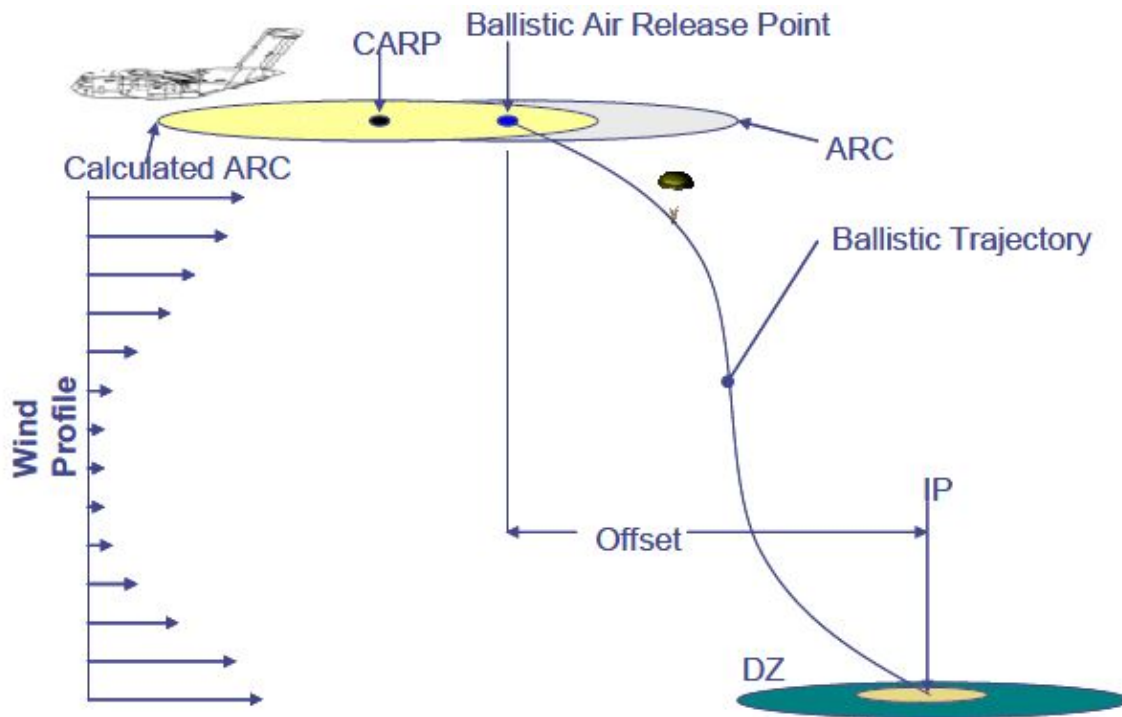 Ballistic Air Release Point
CARP
ARC
Calculated ARC
Ballistic Trajectory
Wind
Profile
IP
Offset
DZ